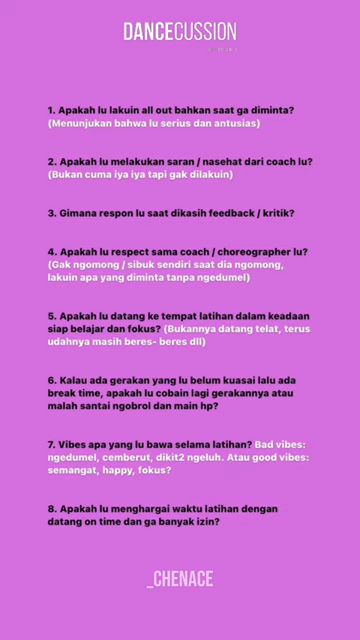 DANCECUSSION
1. Apakah lu lakuin all out bahkan saat ga diminta?
(Menunjukan bahwa lu serius dan antusias)
2. Apakah lu melakukan saran / nasehat dari coach lu?
(Bukan cuma iya iya tapi gak dilakuin)
3. Gimana respon lu saat dikasih feedback / kritik?
4. Apakah lu respect sama coach / choreographer lu?
(Gak ngomong / sibuk sendiri saat dia ngomong,
lakuin apa yang diminta tanpa ngedumel)
5. Apakah lu datang ke tempat latihan dalam keadaan
siap belajar dan fokus? (Bukannya datang telat, terus
udahnya masih beres- beres dll)
6. Kalau ada gerakan yang lu belum kuasai lalu ada
break time, apakah lu cobain lagi gerakannya atau
malah santai ngobrol dan main hp?
7. Vibes apa yang lu bawa selama latihan? Bad vibes:
ngedumel, cemberut, dikit2 ngeluh. Atau good vibes:
semangat, happy, fokus?
8. Apakah lu menghargai waktu latihan dengan
datang on time dan ga banyak izin?
_CHENACE